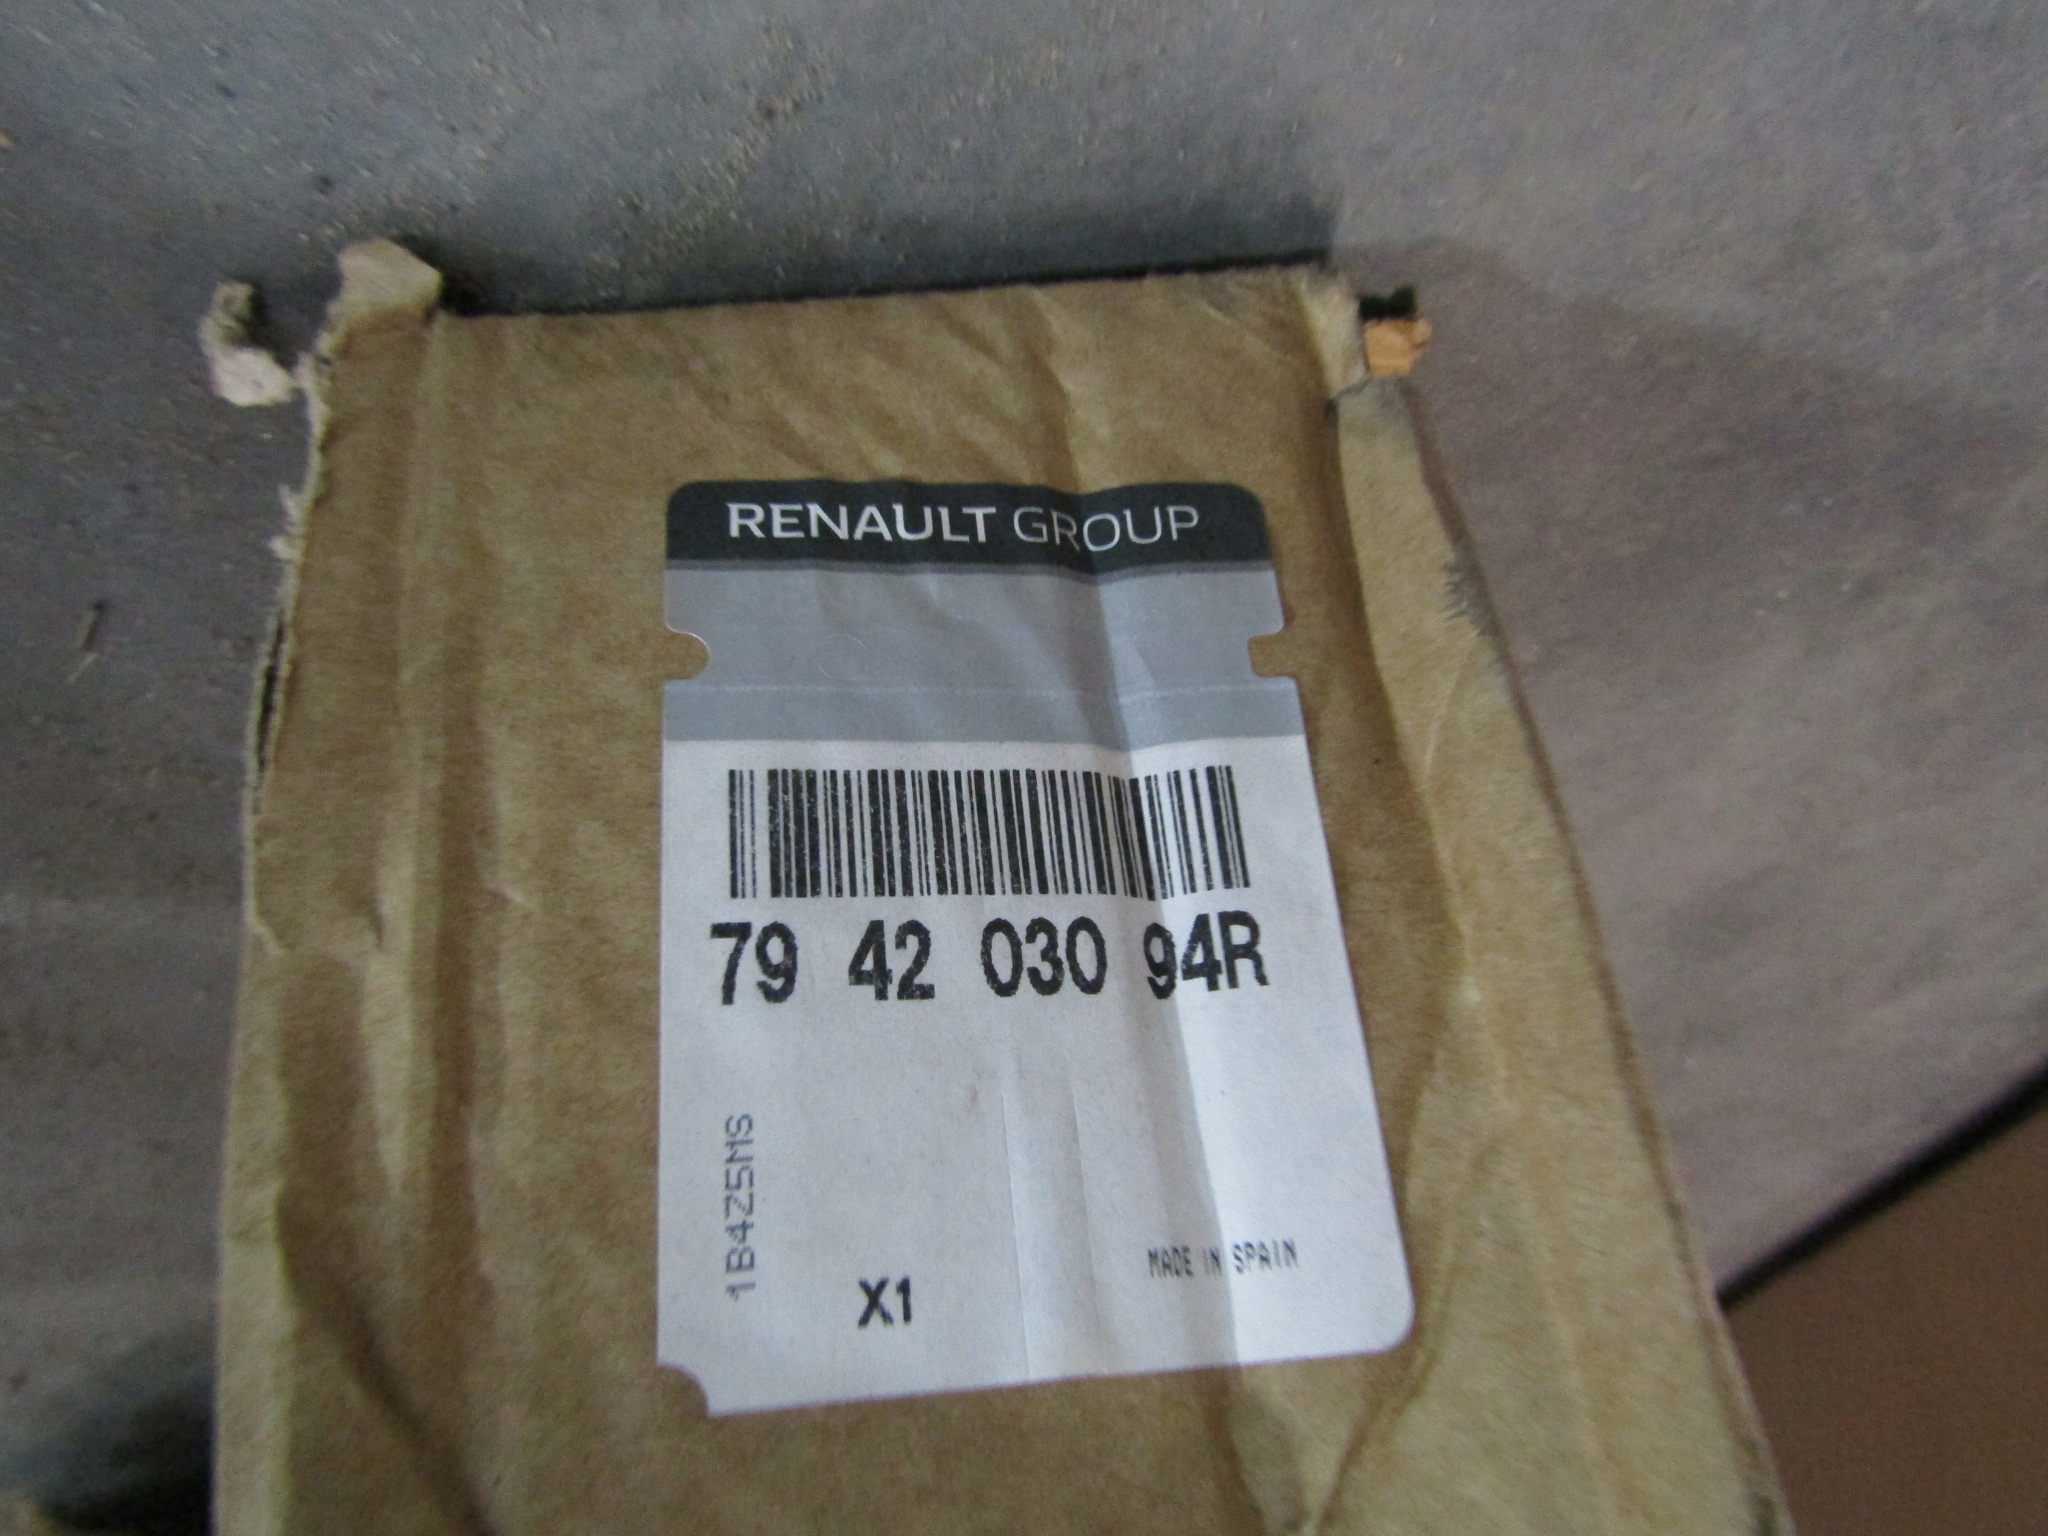 RENAULT GROUP
79 42 030 94R
1B4Z5MS
X1
MADE IN SPAIN